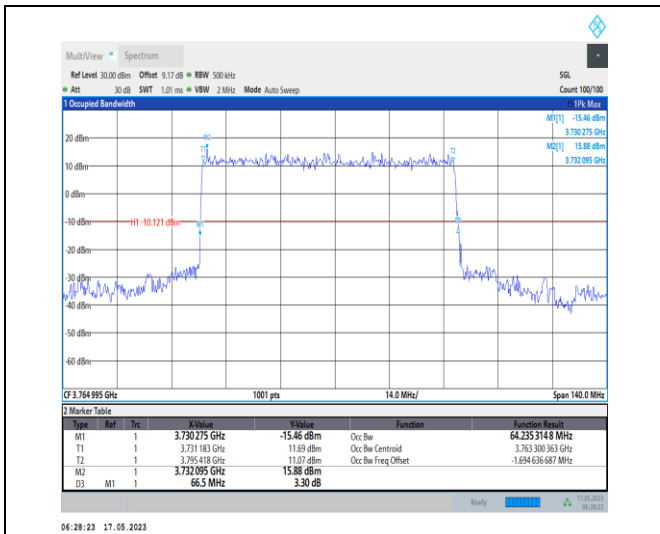 MultiView Spectrum
Ref Level 30.00 dBm Offset 9.17 dB RBW 500 kHz SGL
Att 30 dB SWT 1.01 ms VBW 2 MHz Mode Auto Sweep Count 100/100
1 Occupied Bandwidth 1Pk Max
M1[1] -15.46 dBm
3.730 275 GHz
M2[1] 15.88 dBm
3.732 095 GHz
20 dBm
M2
T1
T2
10 dBm
0 dBm
-10 dBm
H1 -10.121 dBm
M1
D3
-20 dBm
-30 dBm
-40 dBm
-50 dBm
-60 dBm
CF 3.764 995 GHz 1001 pts 14.0 MHz/ Span 140.0 MHz
2 Marker Table
Type Ref Trc X-Value Y-Value Function Function Result
M1 1 3.730 275 GHz -15.46 dBm Occ Bw 64.235 314 8 MHz
T1 1 3.731 183 GHz 11.69 dBm Occ Bw Centroid 3.763 300 363 GHz
T2 1 3.795 418 GHz 11.07 dBm Occ Bw Freq Offset -1.694 636 687 MHz
M2 1 3.732 095 GHz 15.88 dBm
D3 M1 1 66.5 MHz 3.30 dB
Ready 17.05.2023
06:28:22
06:28:23 17.05.2023